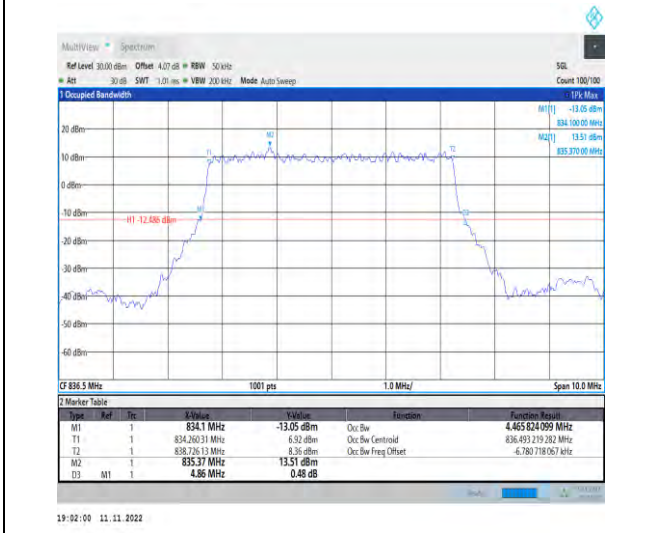 MultiView Spectrum
Ref Level 30.00 dBm Offset 4.07 dB RBW 50 kHz SGL
Att 30 dB SWT 1.01 ms VBW 200 kHz Mode Auto Sweep Count 100/100
1 Occupied Bandwidth 1Pk Max
M1[1] -13.05 dBm
834.100 00 MHz
M2[1] 13.51 dBm
835.370 00 MHz
20 dBm
M2
T1
T2
10 dBm
0 dBm
-10 dBm
M1
D3
H1 -12.486 dBm
-20 dBm
-30 dBm
-40 dBm
-50 dBm
-60 dBm
CF 836.5 MHz 1001 pts 1.0 MHz/ Span 10.0 MHz
2 Marker Table
Type Ref Trc X-Value Y-Value Function Function Result
M1 1 834.1 MHz -13.05 dBm Occ Bw 4.465 824 099 MHz
T1 1 834.260 31 MHz 6.92 dBm Occ Bw Centroid 836.493 219 282 MHz
T2 1 838.726 13 MHz 8.36 dBm Occ Bw Freq Offset -6.780 718 067 kHz
M2 1 835.37 MHz 13.51 dBm
D3 M1 1 4.86 MHz 0.48 dB
19:02:00 11.11.2022